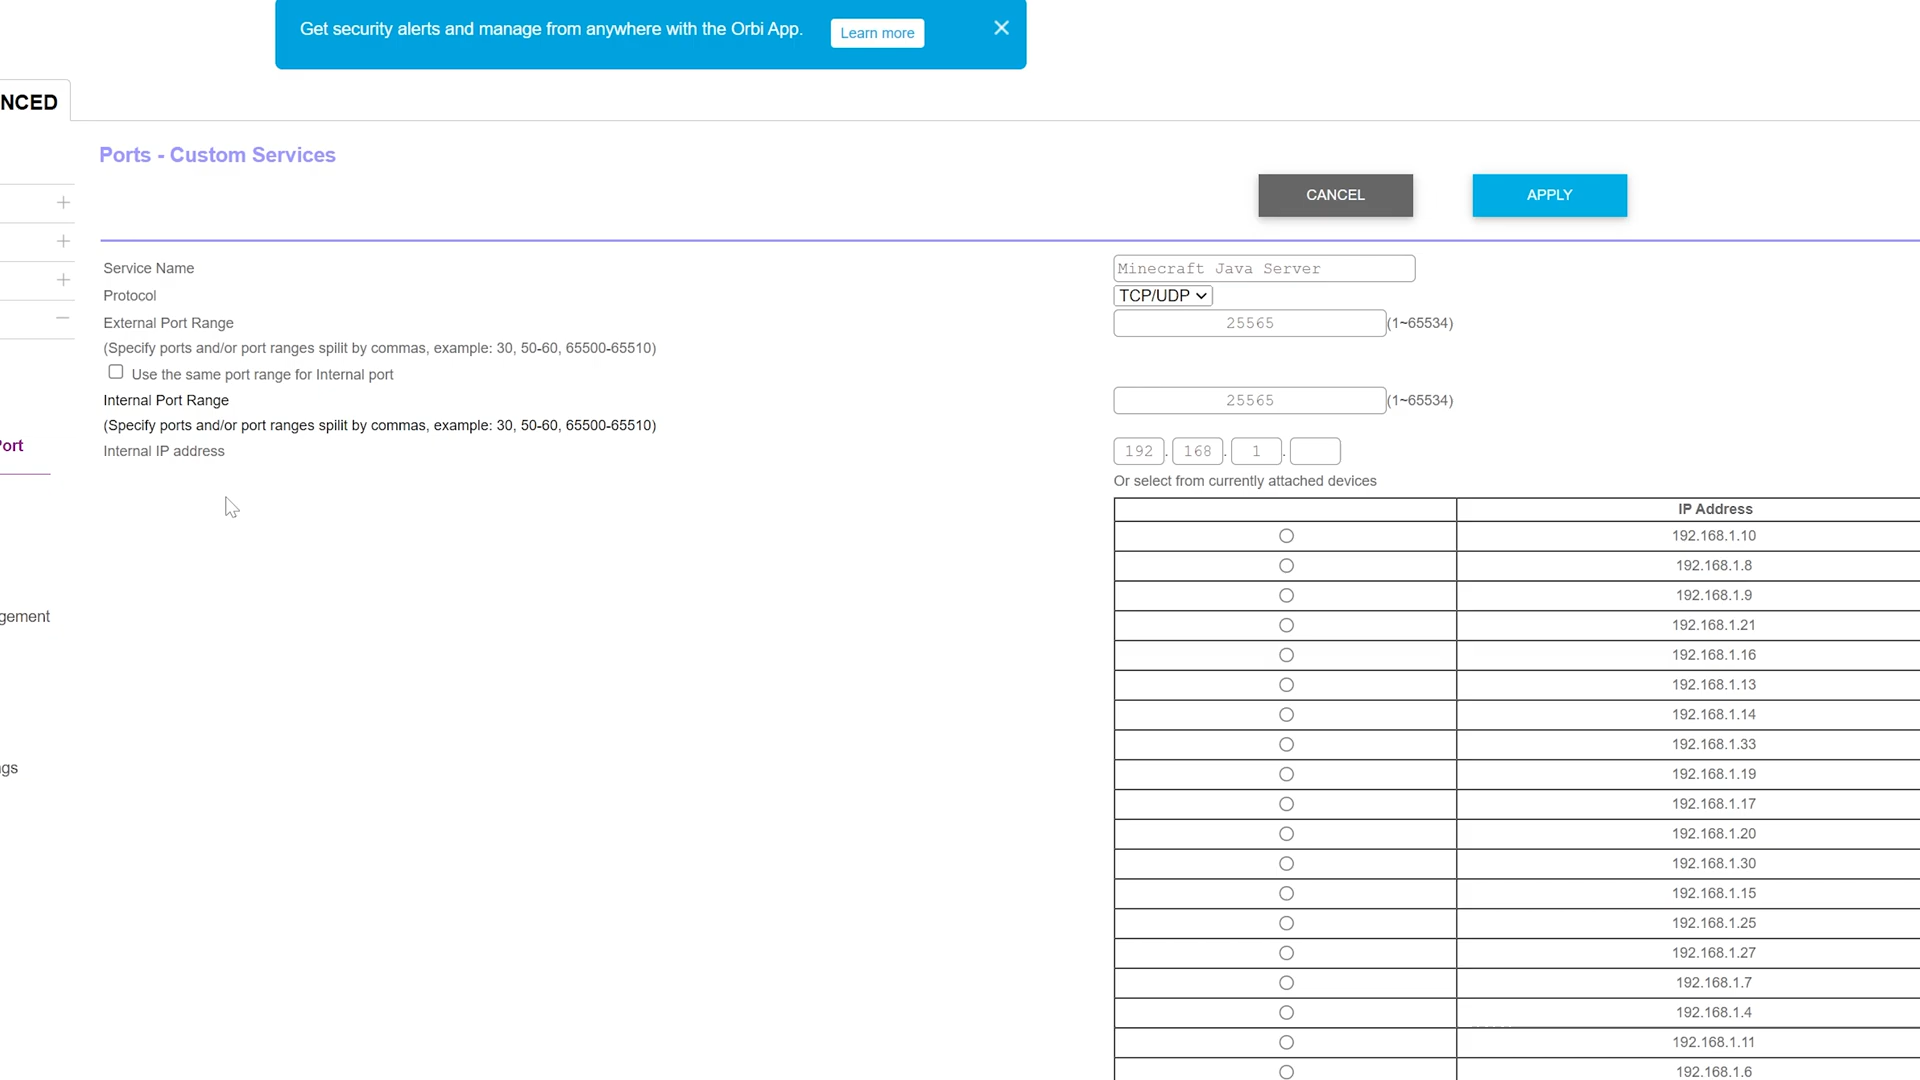 Get security alerts and manage from anywhere with the Orbi App. Learn more
NCED
Ports - Custom Services
CANCEL APPLY
Service Name Minecraft Java Server
Protocol TCP/UDP
External Port Range 25565 (1~65534)
(Specify ports and/or port ranges spilit by commas, example: 30, 50-60, 65500-65510)
Use the same port range for Internal port
Internal Port Range 25565 (1~65534)
(Specify ports and/or port ranges spilit by commas, example: 30, 50-60, 65500-65510)
ort
Internal IP address 192 . 168 . 1 .
Or select from currently attached devices
IP Address
192.168.1.10
192.168.1.8
192.168.1.9
gement
192.168.1.21
192.168.1.16
192.168.1.13
192.168.1.14
192.168.1.33
gs
192.168.1.19
192.168.1.17
192.168.1.20
192.168.1.30
192.168.1.15
192.168.1.25
192.168.1.27
192.168.1.7
192.168.1.4
192.168.1.11
192.168.1.6